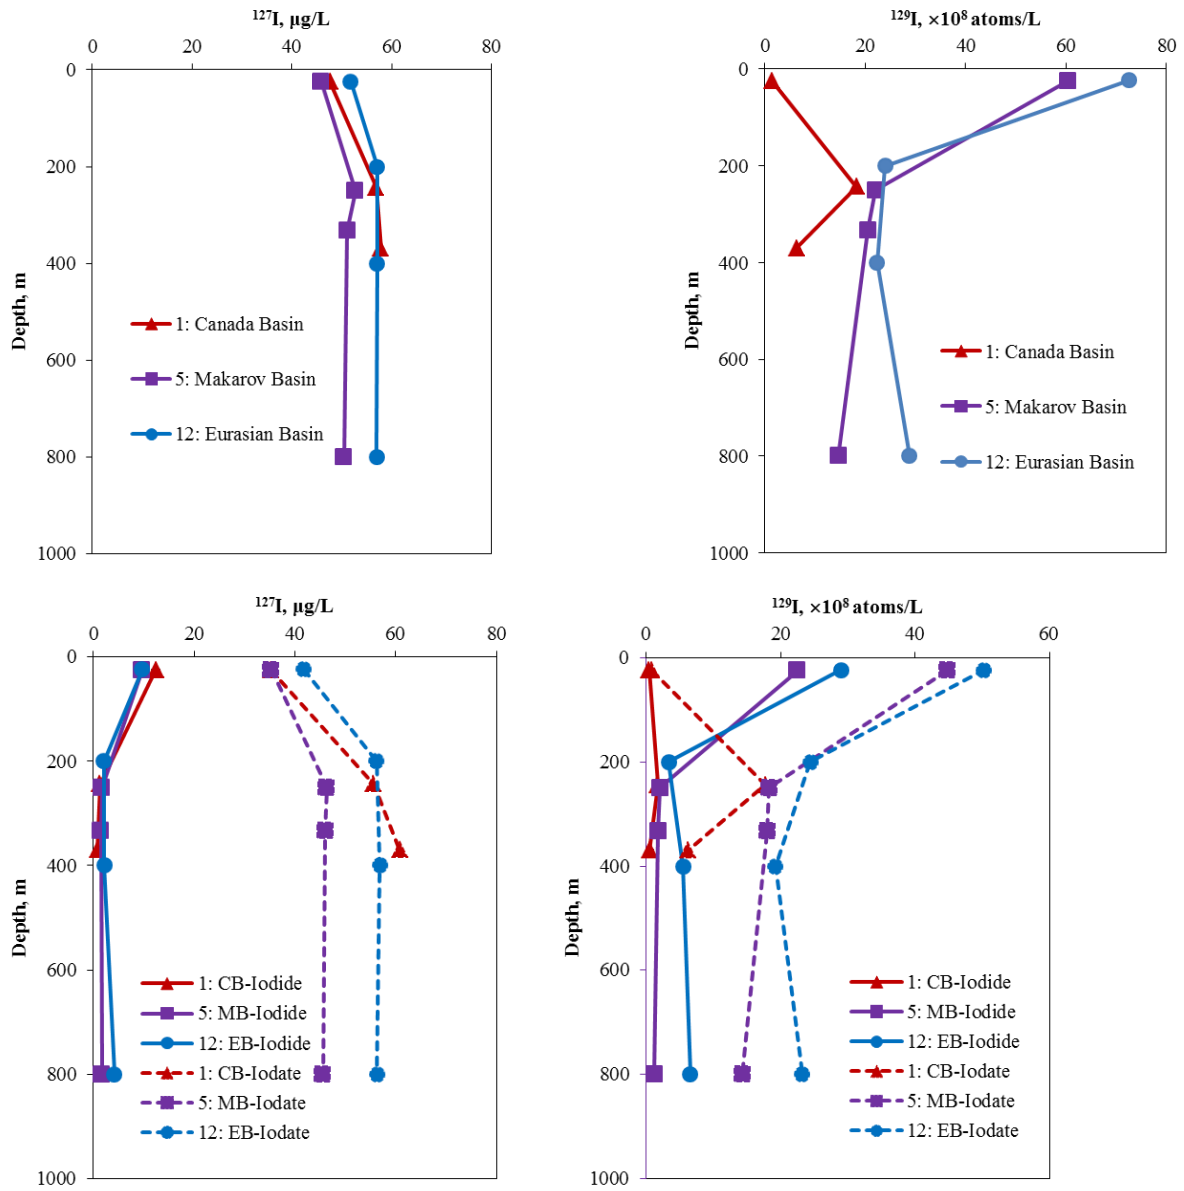 ¹²⁷I, µg/L
0 20 40 60 80
0
200
400
600
800
1000
Depth, m
1: Canada Basin
5: Makarov Basin
12: Eurasian Basin
¹²⁹I, ×10⁸ atoms/L
0 20 40 60 80
0
200
400
600
800
1000
Depth, m
1: Canada Basin
5: Makarov Basin
12: Eurasian Basin
¹²⁷I, µg/L
0 20 40 60 80
0
200
400
600
800
1000
Depth, m
1: CB-Iodide
5: MB-Iodide
12: EB-Iodide
1: CB-Iodate
5: MB-Iodate
12: EB-Iodate
¹²⁹I, ×10⁸ atoms/L
0 20 40 60
0
200
400
600
800
1000
Depth, m
1: CB-Iodide
5: MB-Iodide
12: EB-Iodide
1: CB-Iodate
5: MB-Iodate
12: EB-Iodate